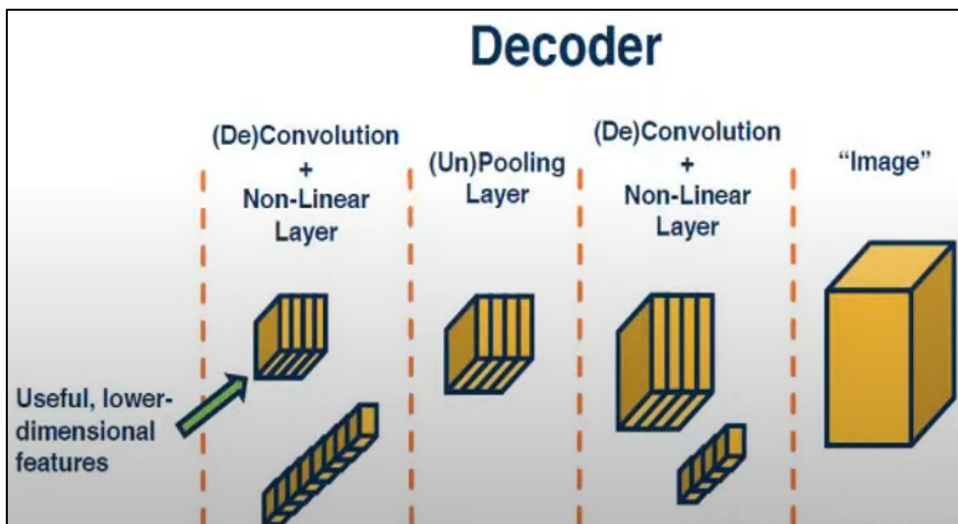 Decoder
(De)Convolution
+
Non-Linear
Layer
(Un)Pooling
Layer
(De)Convolution
+
Non-Linear
Layer
“Image”
Useful, lower-
dimensional
features